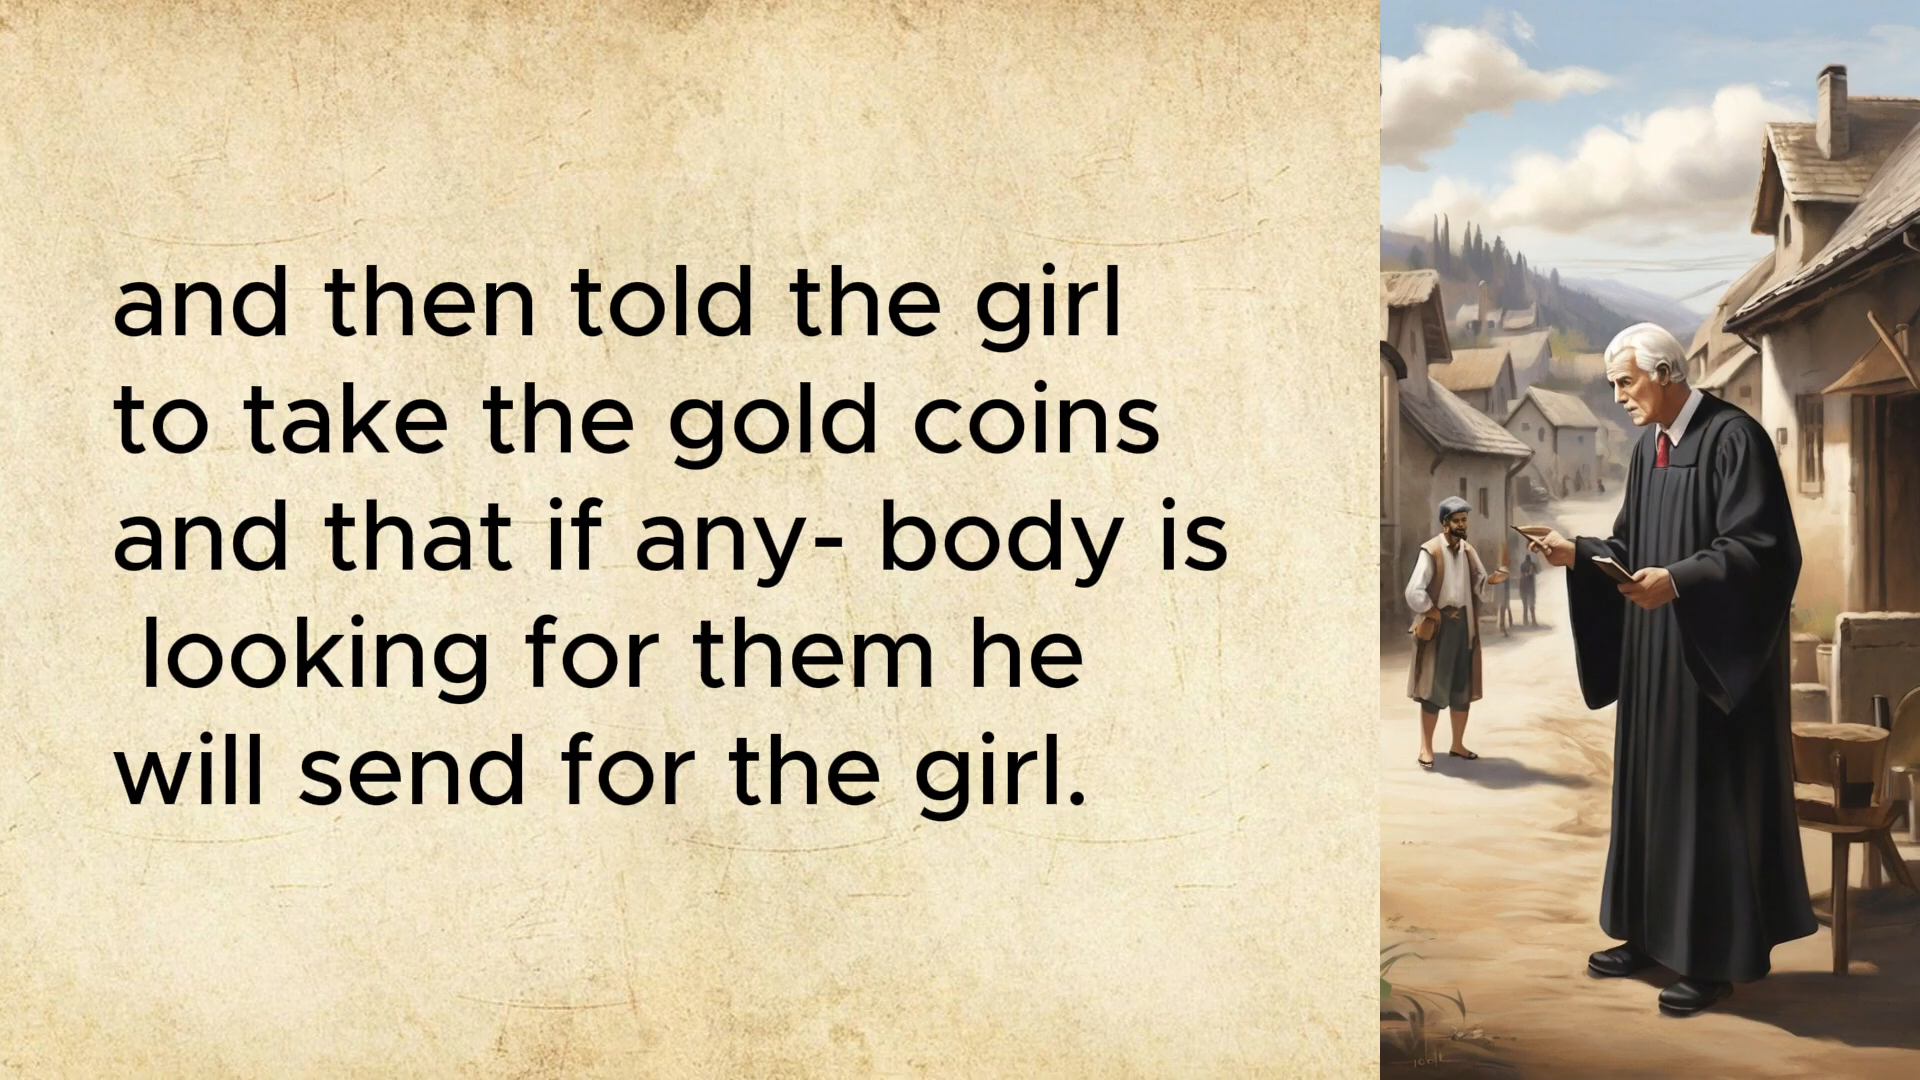 and then told the girl
to take the gold coins
and that if any- body is
looking for them he
will send for the girl.